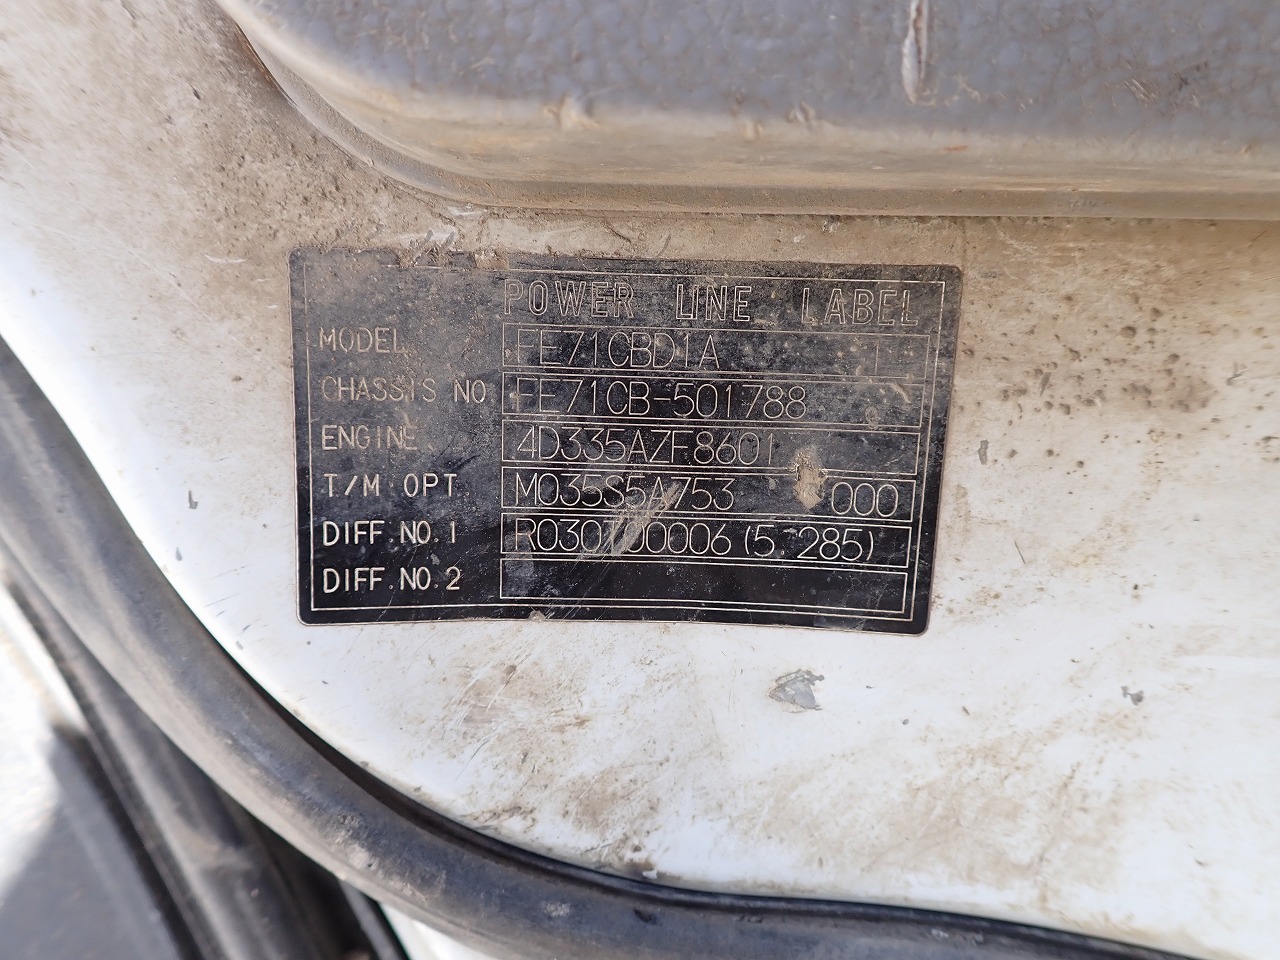 POWER LINE LABEL
MODEL FE71CBD1A
CHASSIS NO FE71CB-501788
ENGINE 4D335AZF8601
T/M OPT M035S5A753 000
DIFF.NO.1 R030T00006(5.285)
DIFF.NO.2